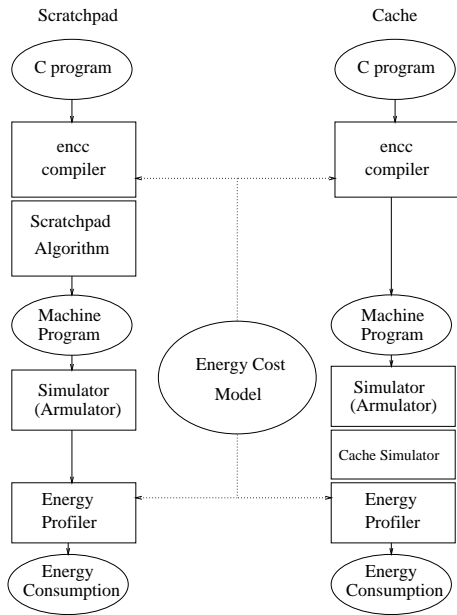 Scratchpad
C program
encc
compiler
Scratchpad
Algorithm
Machine
Program
Simulator
(Armulator)
Energy
Profiler
Energy
Consumption
Energy Cost
Model
Cache
C program
encc
compiler
Machine
Program
Simulator
(Armulator)
Cache Simulator
Energy
Profiler
Energy
Consumption